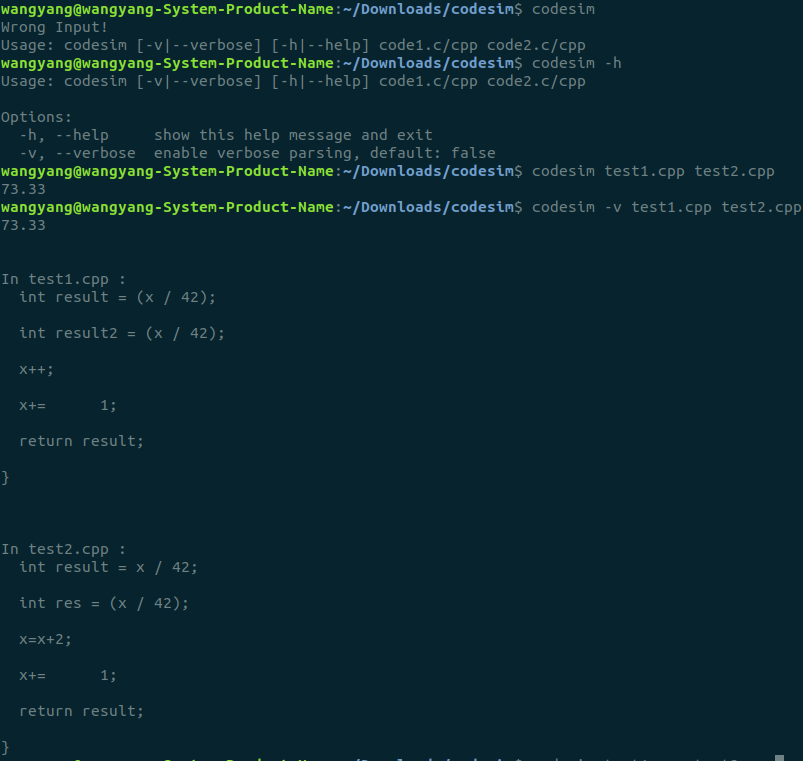 wangyang@wangyang-System-Product-Name:~/Downloads/codesim$ codesim
Wrong Input!
Usage: codesim [-v|--verbose] [-h|--help] code1.c/cpp code2.c/cpp
wangyang@wangyang-System-Product-Name:~/Downloads/codesim$ codesim -h
Usage: codesim [-v|--verbose] [-h|--help] code1.c/cpp code2.c/cpp
Options:
  -h, --help     show this help message and exit
  -v, --verbose  enable verbose parsing, default: false
wangyang@wangyang-System-Product-Name:~/Downloads/codesim$ codesim test1.cpp test2.cpp
73.33
wangyang@wangyang-System-Product-Name:~/Downloads/codesim$ codesim -v test1.cpp test2.cpp
73.33
In test1.cpp :
  int result = (x / 42);
  int result2 = (x / 42);
  x++;
  x+=      1;
  return result;
}
In test2.cpp :
  int result = x / 42;
  int res = (x / 42);
  x=x+2;
  x+=      1;
  return result;
}